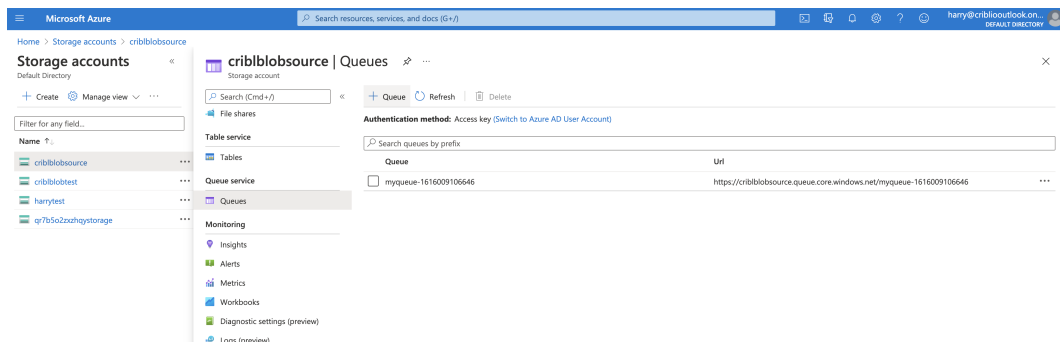 Microsoft Azure
Search resources, services, and docs (G+/)
harry@cribliooutlook.on...
DEFAULT DIRECTORY
Home > Storage accounts > criblblobsource
Storage accounts
Default Directory
+ Create Manage view ...
Filter for any field...
Name ↑↓
criblblobsource ...
criblblobtest ...
harrytest ...
qr7b5o2zxzhqystorage ...
criblblobsource | Queues ...
Storage account
Search (Cmd+/)
File shares
Table service
Tables
Queue service
Queues
Monitoring
Insights
Alerts
Metrics
Workbooks
Diagnostic settings (preview)
Logs (preview)
+ Queue Refresh Delete
Authentication method: Access key (Switch to Azure AD User Account)
Search queues by prefix
Queue Url
myqueue-1616009106646 https://criblblobsource.queue.core.windows.net/myqueue-1616009106646 ...